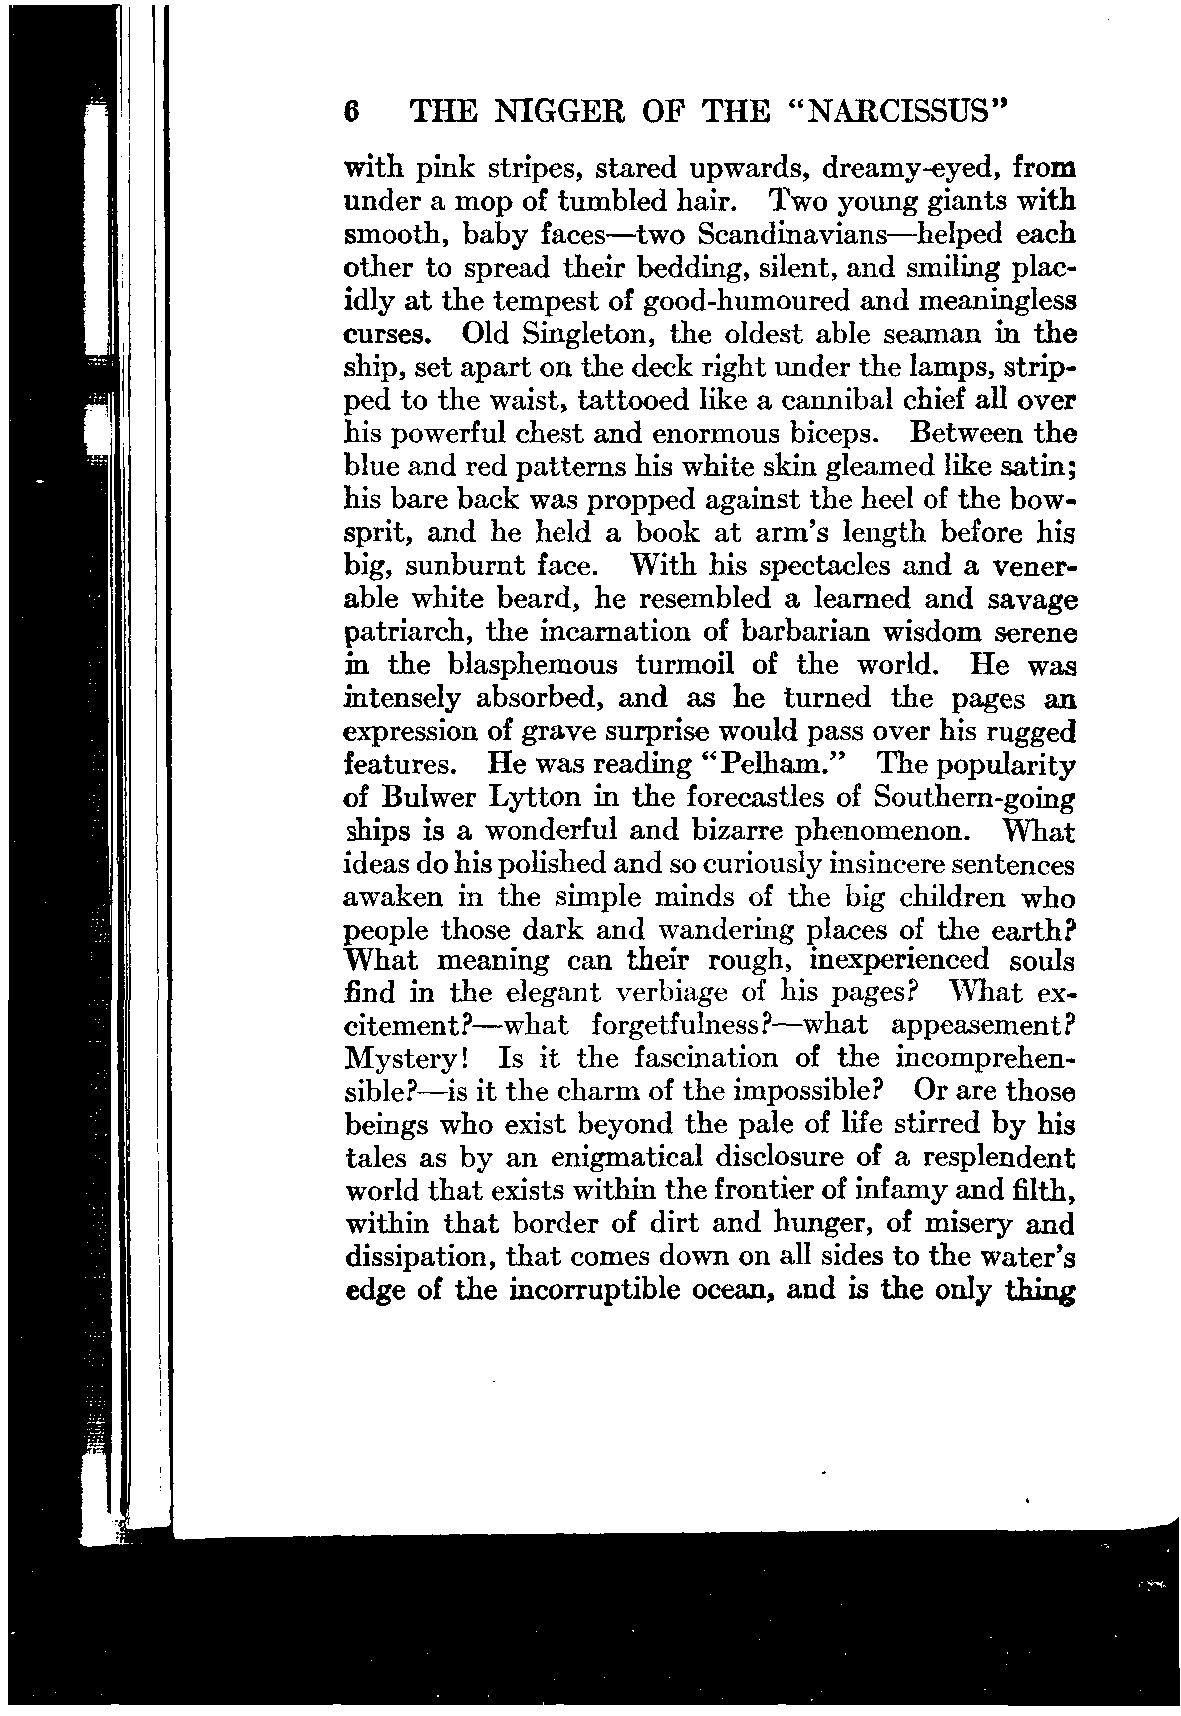 6 THE NIGGER OF THE “NARCISSUS”
with pink stripes, stared upwards, dreamy-eyed, from
under a mop of tumbled hair. Two young giants with
smooth, baby faces—two Scandinavians—helped each
other to spread their bedding, silent, and smiling plac-
idly at the tempest of good-humoured and meaningless
curses. Old Singleton, the oldest able seaman in the
ship, set apart on the deck right under the lamps, strip-
ped to the waist, tattooed like a cannibal chief all over
his powerful chest and enormous biceps. Between the
blue and red patterns his white skin gleamed like satin;
his bare back was propped against the heel of the bow-
sprit, and he held a book at arm’s length before his
big, sunburnt face. With his spectacles and a vener-
able white beard, he resembled a learned and savage
patriarch, the incarnation of barbarian wisdom serene
in the blasphemous turmoil of the world. He was
intensely absorbed, and as he turned the pages an
expression of grave surprise would pass over his rugged
features. He was reading “Pelham.” The popularity
of Bulwer Lytton in the forecastles of Southern-going
ships is a wonderful and bizarre phenomenon. What
ideas do his polished and so curiously insincere sentences
awaken in the simple minds of the big children who
people those dark and wandering places of the earth?
What meaning can their rough, inexperienced souls
find in the elegant verbiage of his pages? What ex-
citement?—what forgetfulness?—what appeasement?
Mystery! Is it the fascination of the incomprehen-
sible?—is it the charm of the impossible? Or are those
beings who exist beyond the pale of life stirred by his
tales as by an enigmatical disclosure of a resplendent
world that exists within the frontier of infamy and filth,
within that border of dirt and hunger, of misery and
dissipation, that comes down on all sides to the water’s
edge of the incorruptible ocean, and is the only thing